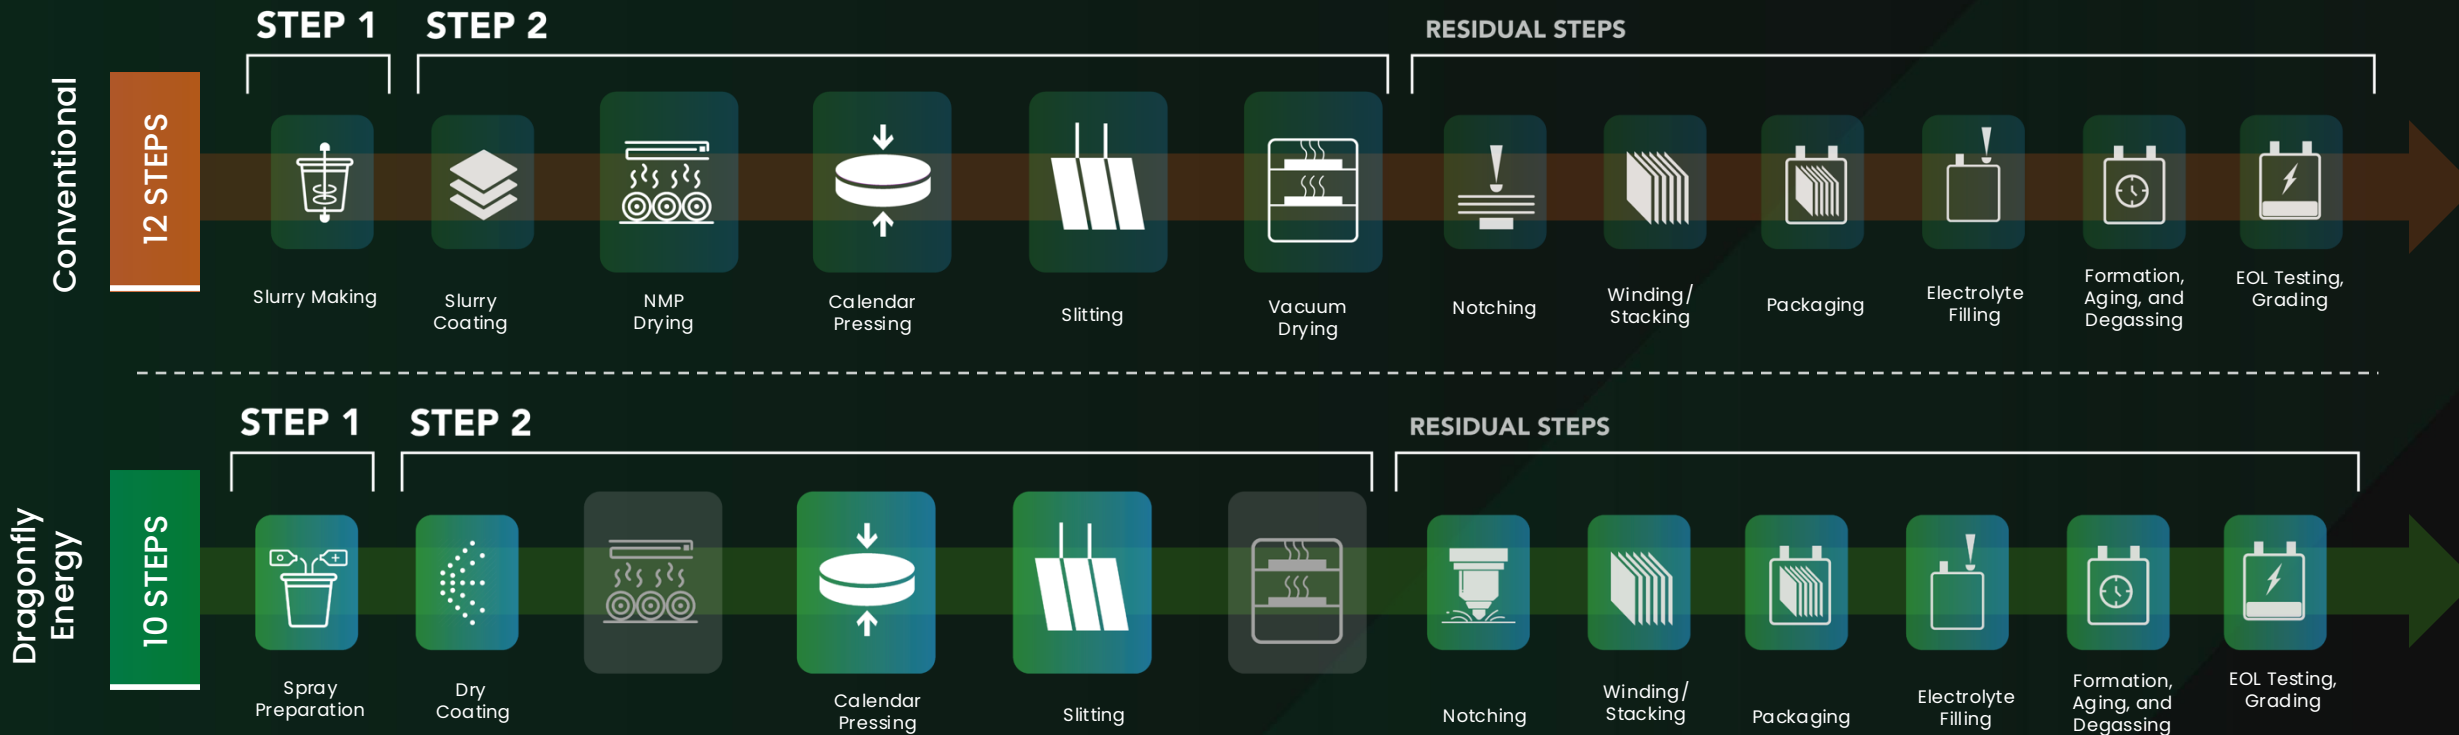 STEP 1
STEP 2
RESIDUAL STEPS
Conventional
12 STEPS
Slurry Making
Slurry
Coating
NMP
Drying
Calendar
Pressing
Slitting
Vacuum
Drying
Notching
Winding/
Stacking
Packaging
Electrolyte
Filling
Formation,
Aging, and
Degassing
EOL Testing,
Grading
STEP 1
STEP 2
RESIDUAL STEPS
Dragonfly
Energy
10 STEPS
Spray
Preparation
Dry
Coating
Calendar
Pressing
Slitting
Notching
Winding/
Stacking
Packaging
Electrolyte
Filling
Formation,
Aging, and
Degassing
EOL Testing,
Grading